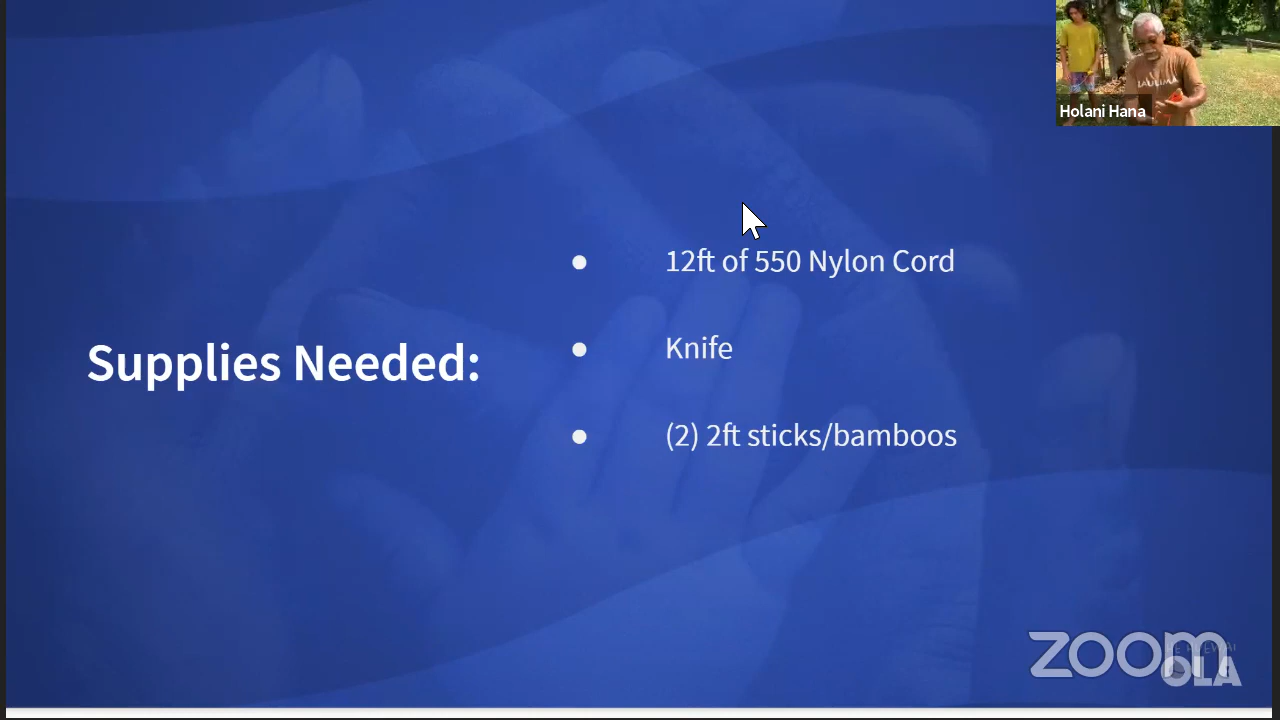 Holani Hana
12ft of 550 Nylon Cord
Knife
Supplies Needed:
(2) 2ft sticks/bamboos
zoom
OLA